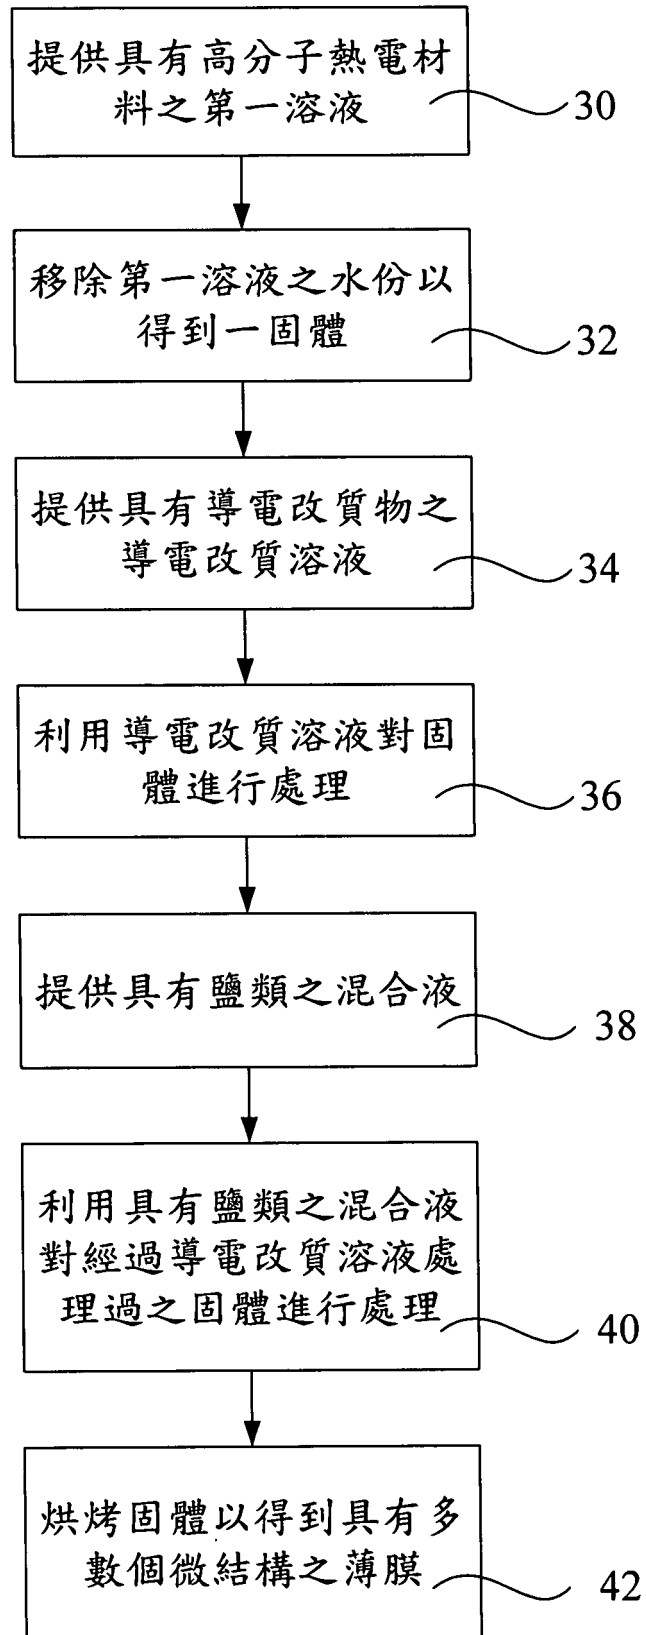 提供具有高分子熱電材
料之第一溶液
30
移除第一溶液之水份以
得到一固體
32
提供具有導電改質物之
導電改質溶液
34
利用導電改質溶液對固
體進行處理
36
提供具有鹽類之混合液
38
利用具有鹽類之混合液
對經過導電改質溶液處
理過之固體進行處理
40
烘烤固體以得到具有多
數個微結構之薄膜
42